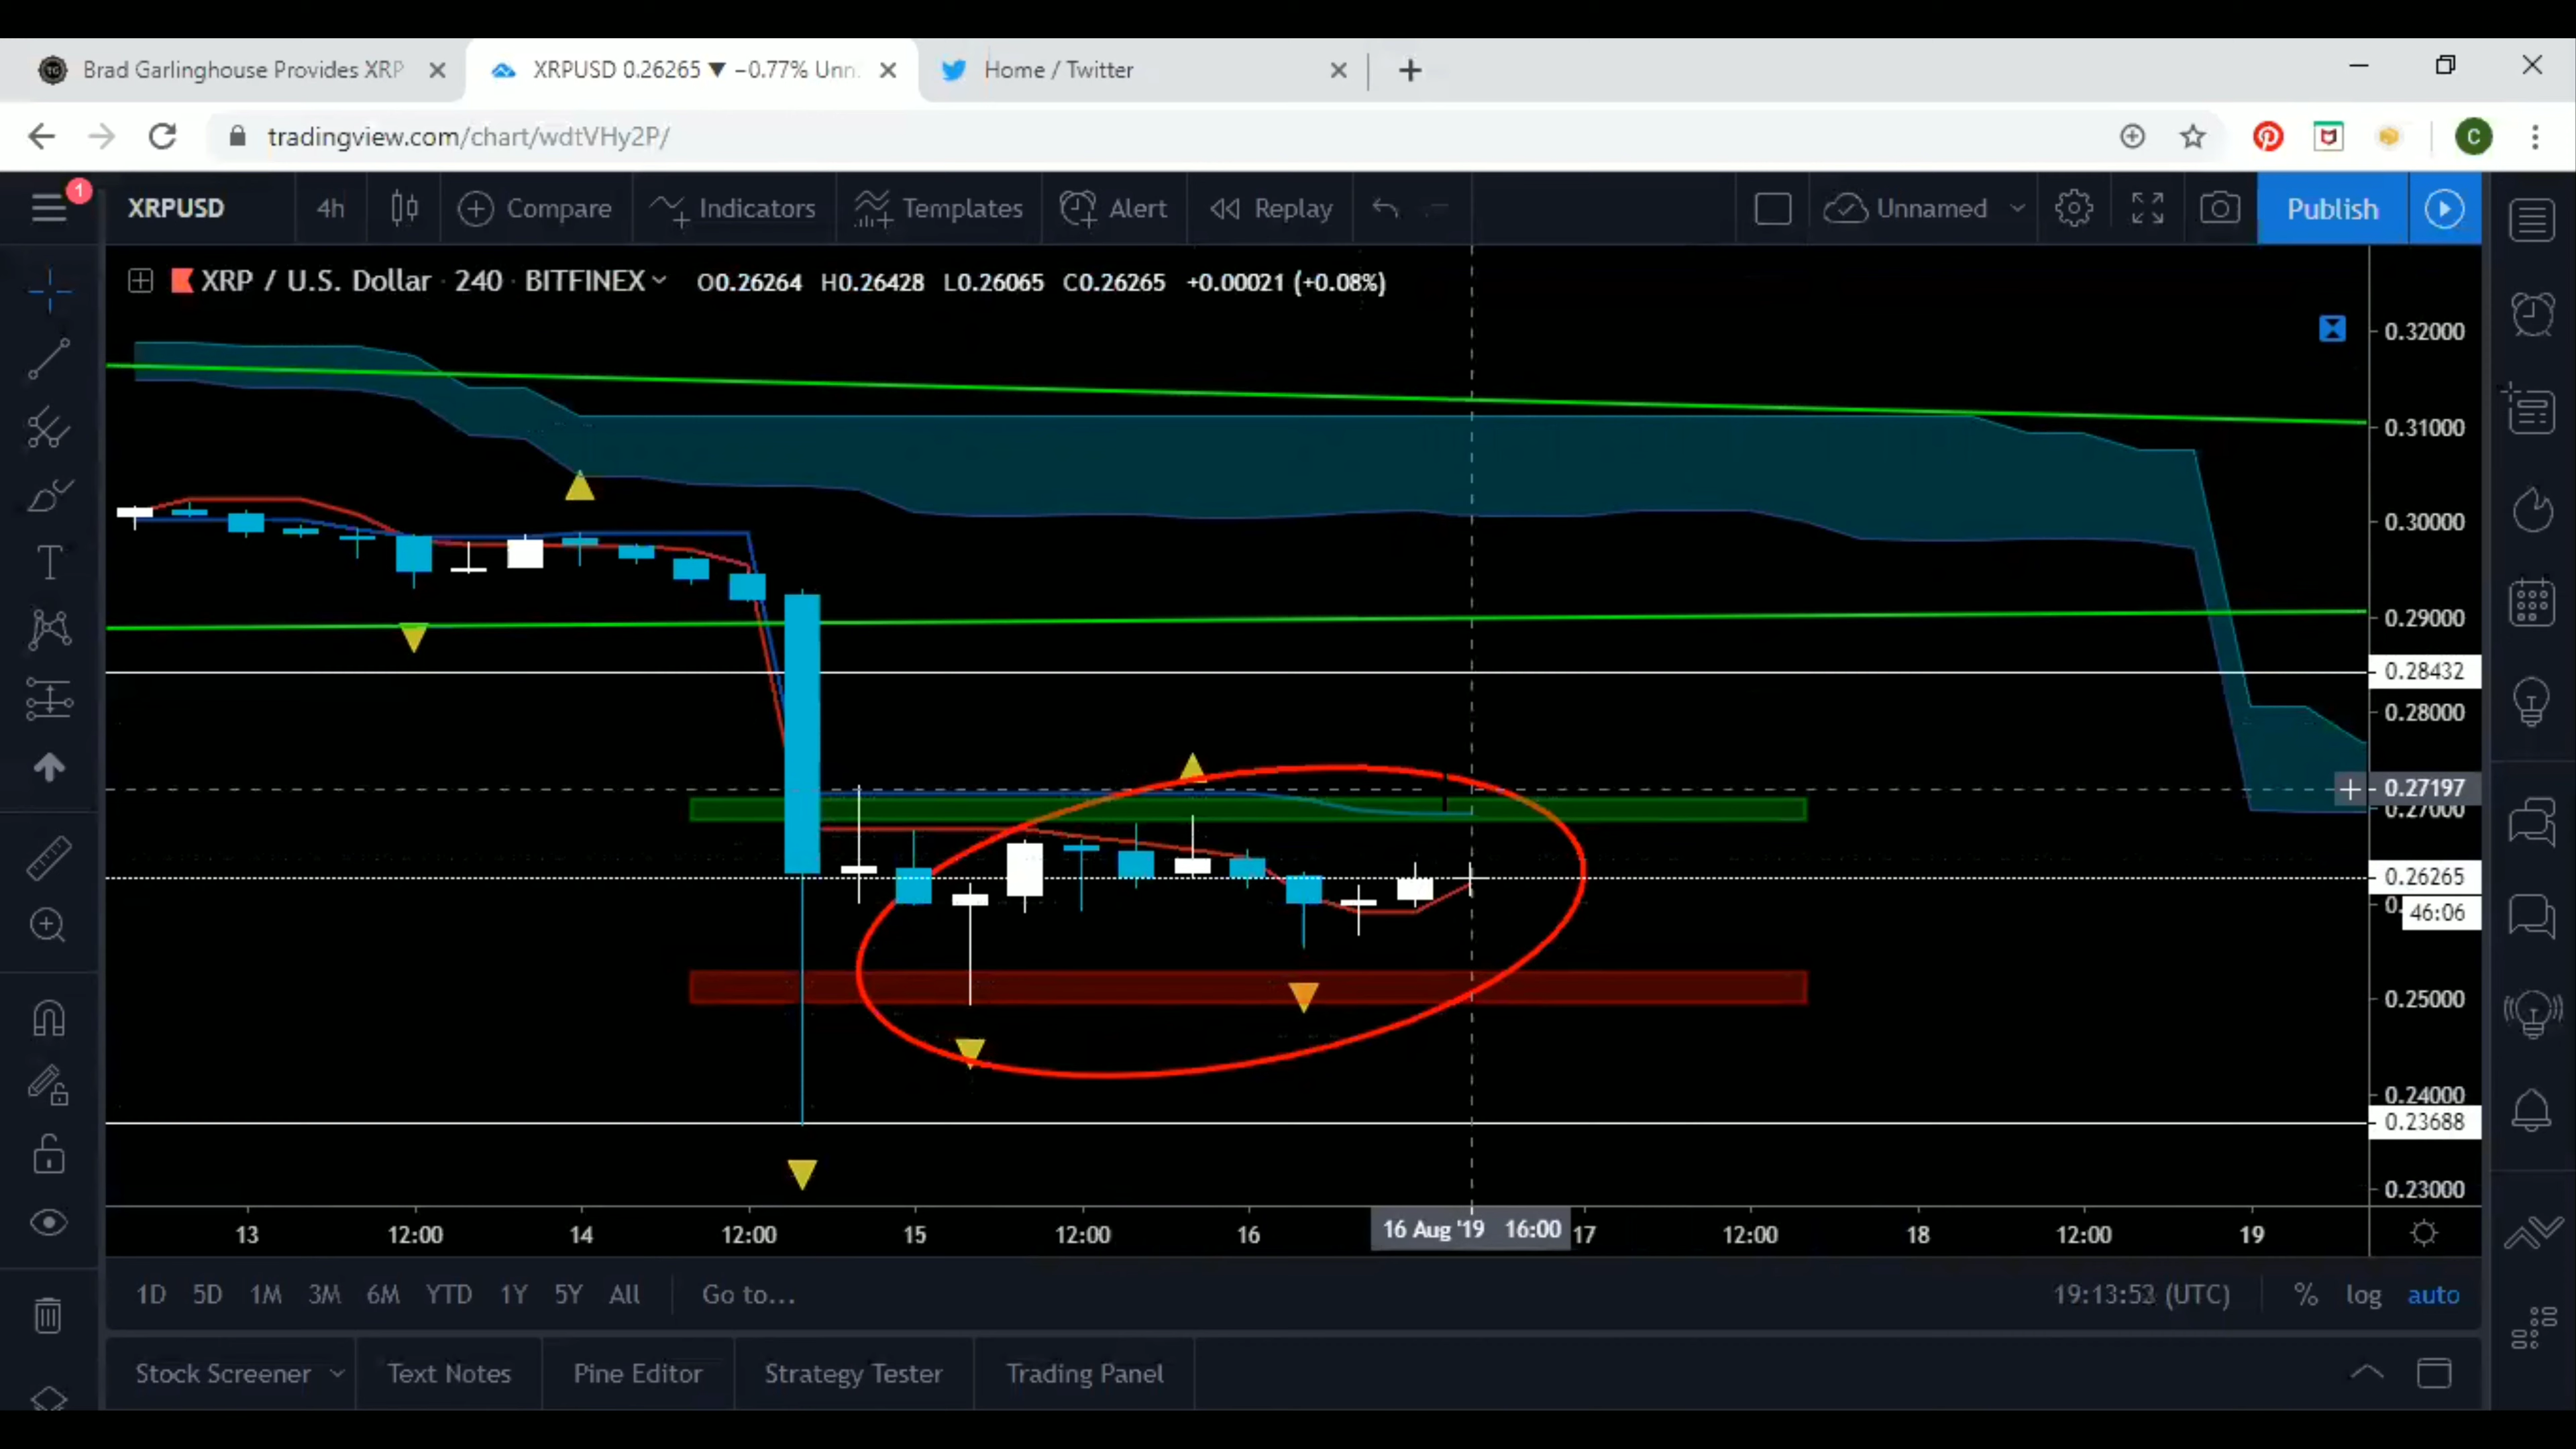 Brad Garlinghouse Provides XRP
XRPUSD 0.26265 ▼ −0.77% Unn
Home / Twitter
tradingview.com/chart/wdtVHy2P/
C
1
XRPUSD
4h
Compare
Indicators
Templates
Alert
Replay
Unnamed
Publish
XRP / U.S. Dollar · 240 · BITFINEX
O0.26264 H0.26428 L0.26065 C0.26265 +0.00021 (+0.08%)
0.32000
0.31000
0.30000
0.29000
0.28432
0.28000
0.27197
0.27000
0.26265
46:06
0.25000
0.24000
0.23688
0.23000
13 12:00 14 12:00 15 12:00 16 16 Aug '19 16:00 17 12:00 18 12:00 19
1D 5D 1M 3M 6M YTD 1Y 5Y All Go to...
19:13:53 (UTC) % log auto
Stock Screener Text Notes Pine Editor Strategy Tester Trading Panel